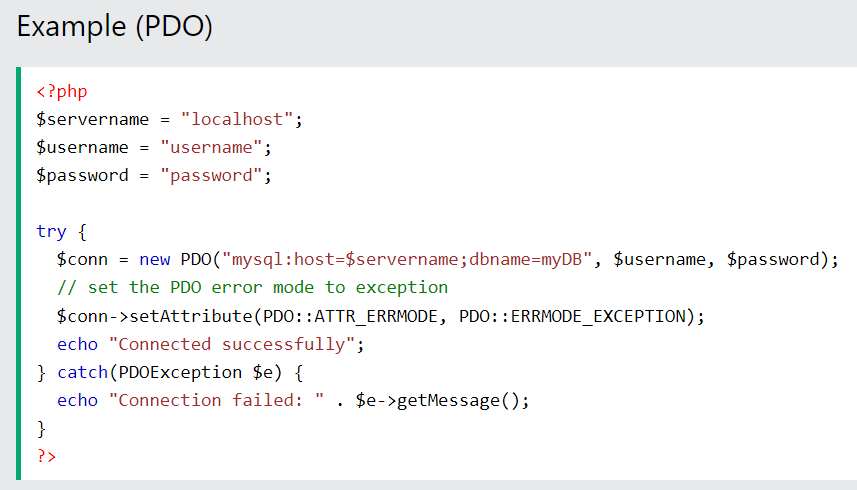 Example (PDO)
<?php
$servername = "localhost";
$username = "username";
$password = "password";
try {
$conn = new PDO("mysql:host=$servername;dbname=myDB", $username, $password);
// set the PDO error mode to exception
$conn->setAttribute(PDO::ATTR_ERRMODE, PDO::ERRMODE_EXCEPTION);
echo "Connected successfully";
} catch(PDOException $e) {
echo "Connection failed: " . $e->getMessage();
}
?>